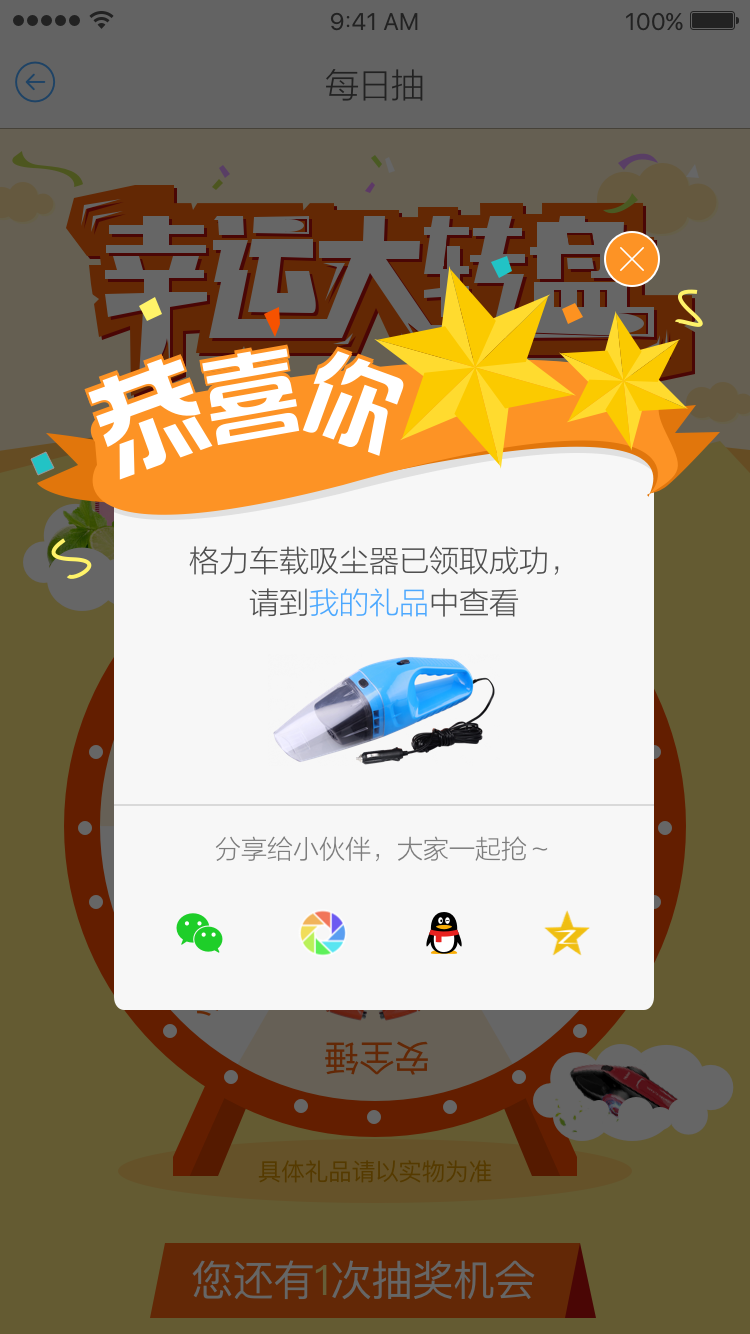 9:41 AM
100%
每日抽
幸运大转盘
恭喜你
格力车载吸尘器已领取成功，
请到我的礼品中查看
分享给小伙伴，大家一起抢~
安全锤
具体礼品请以实物为准
您还有1次抽奖机会